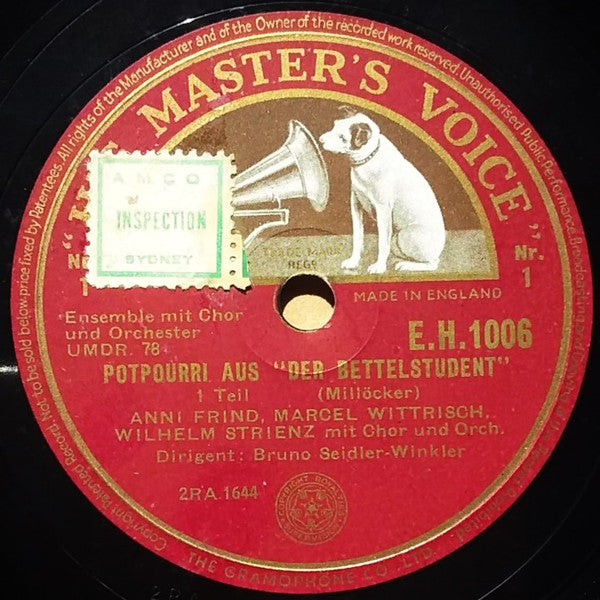 "HIS MASTER'S VOICE"
Copyright Patented Record. Not to be sold below price fixed by Patentees. All rights of the Manufacturer and of the Owner of the recorded work reserved. Unauthorised Public Performance, Broadcasting and
AMCO
INSPECTION
SYDNEY
TRADE MARK
REGD
Nr. 1
MADE IN ENGLAND
Ensemble mit Chor
und Orchester
UMDR. 78
E.H.1006
POTPOURRI AUS "DER BETTELSTUDENT"
1 Teil (Millöcker)
ANNI FRIND, MARCEL WITTRISCH,
WILHELM STRIENZ mit Chor und Orch.
Dirigent: Bruno Seidler-Winkler
2RA.1644
THE GRAMOPHONE CO. LTD.